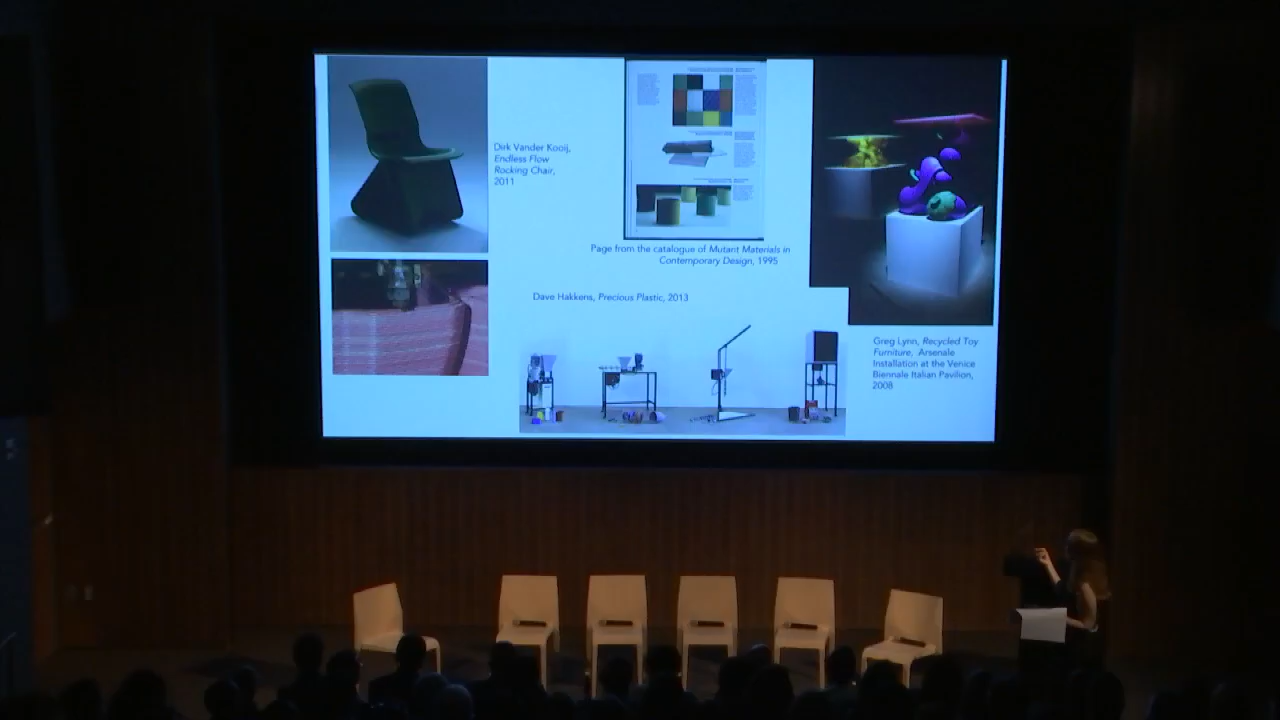 Dirk Vander Kooij,
Endless Flow
Rocking Chair,
2011
Page from the catalogue of Mutant Materials in
Contemporary Design, 1995
Dave Hakkens, Precious Plastic, 2013
Greg Lynn, Recycled Toy
Furniture, Arsenale
Installation at the Venice
Biennale Italian Pavilion,
2008